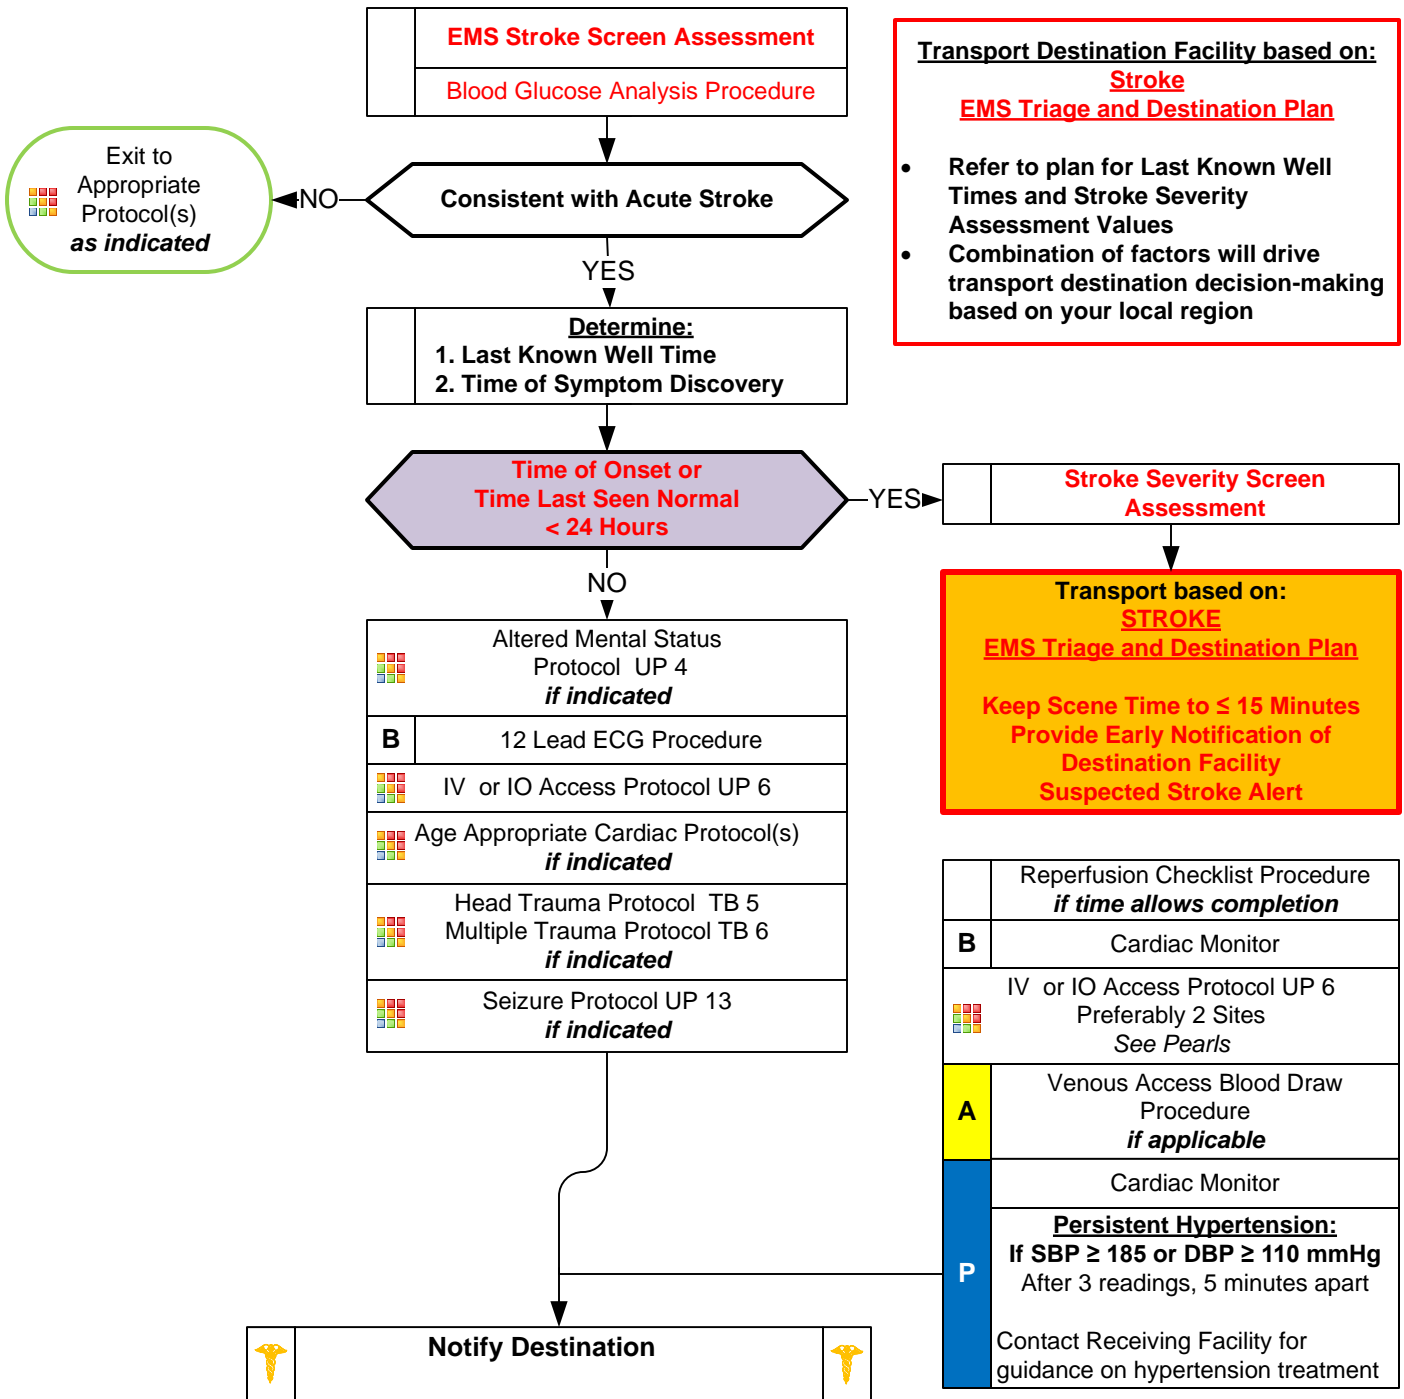 EMS Stroke Screen Assessment
Blood Glucose Analysis Procedure
Transport Destination Facility based on:
Stroke
EMS Triage and Destination Plan
• Refer to plan for Last Known Well
Times and Stroke Severity
Assessment Values
• Combination of factors will drive
transport destination decision-making
based on your local region
Exit to
Appropriate
Protocol(s)
as indicated
NO
Consistent with Acute Stroke
YES
Determine:
1. Last Known Well Time
2. Time of Symptom Discovery
Time of Onset or
Time Last Seen Normal
< 24 Hours
YES
Stroke Severity Screen
Assessment
NO
Transport based on:
STROKE
EMS Triage and Destination Plan
Keep Scene Time to ≤ 15 Minutes
Provide Early Notification of
Destination Facility
Suspected Stroke Alert
Altered Mental Status
Protocol UP 4
if indicated
B
12 Lead ECG Procedure
IV or IO Access Protocol UP 6
Age Appropriate Cardiac Protocol(s)
if indicated
Head Trauma Protocol TB 5
Multiple Trauma Protocol TB 6
if indicated
Seizure Protocol UP 13
if indicated
Reperfusion Checklist Procedure
if time allows completion
B
Cardiac Monitor
IV or IO Access Protocol UP 6
Preferably 2 Sites
See Pearls
A
Venous Access Blood Draw
Procedure
if applicable
P
Cardiac Monitor
Persistent Hypertension:
If SBP ≥ 185 or DBP ≥ 110 mmHg
After 3 readings, 5 minutes apart
Contact Receiving Facility for
guidance on hypertension treatment
Notify Destination